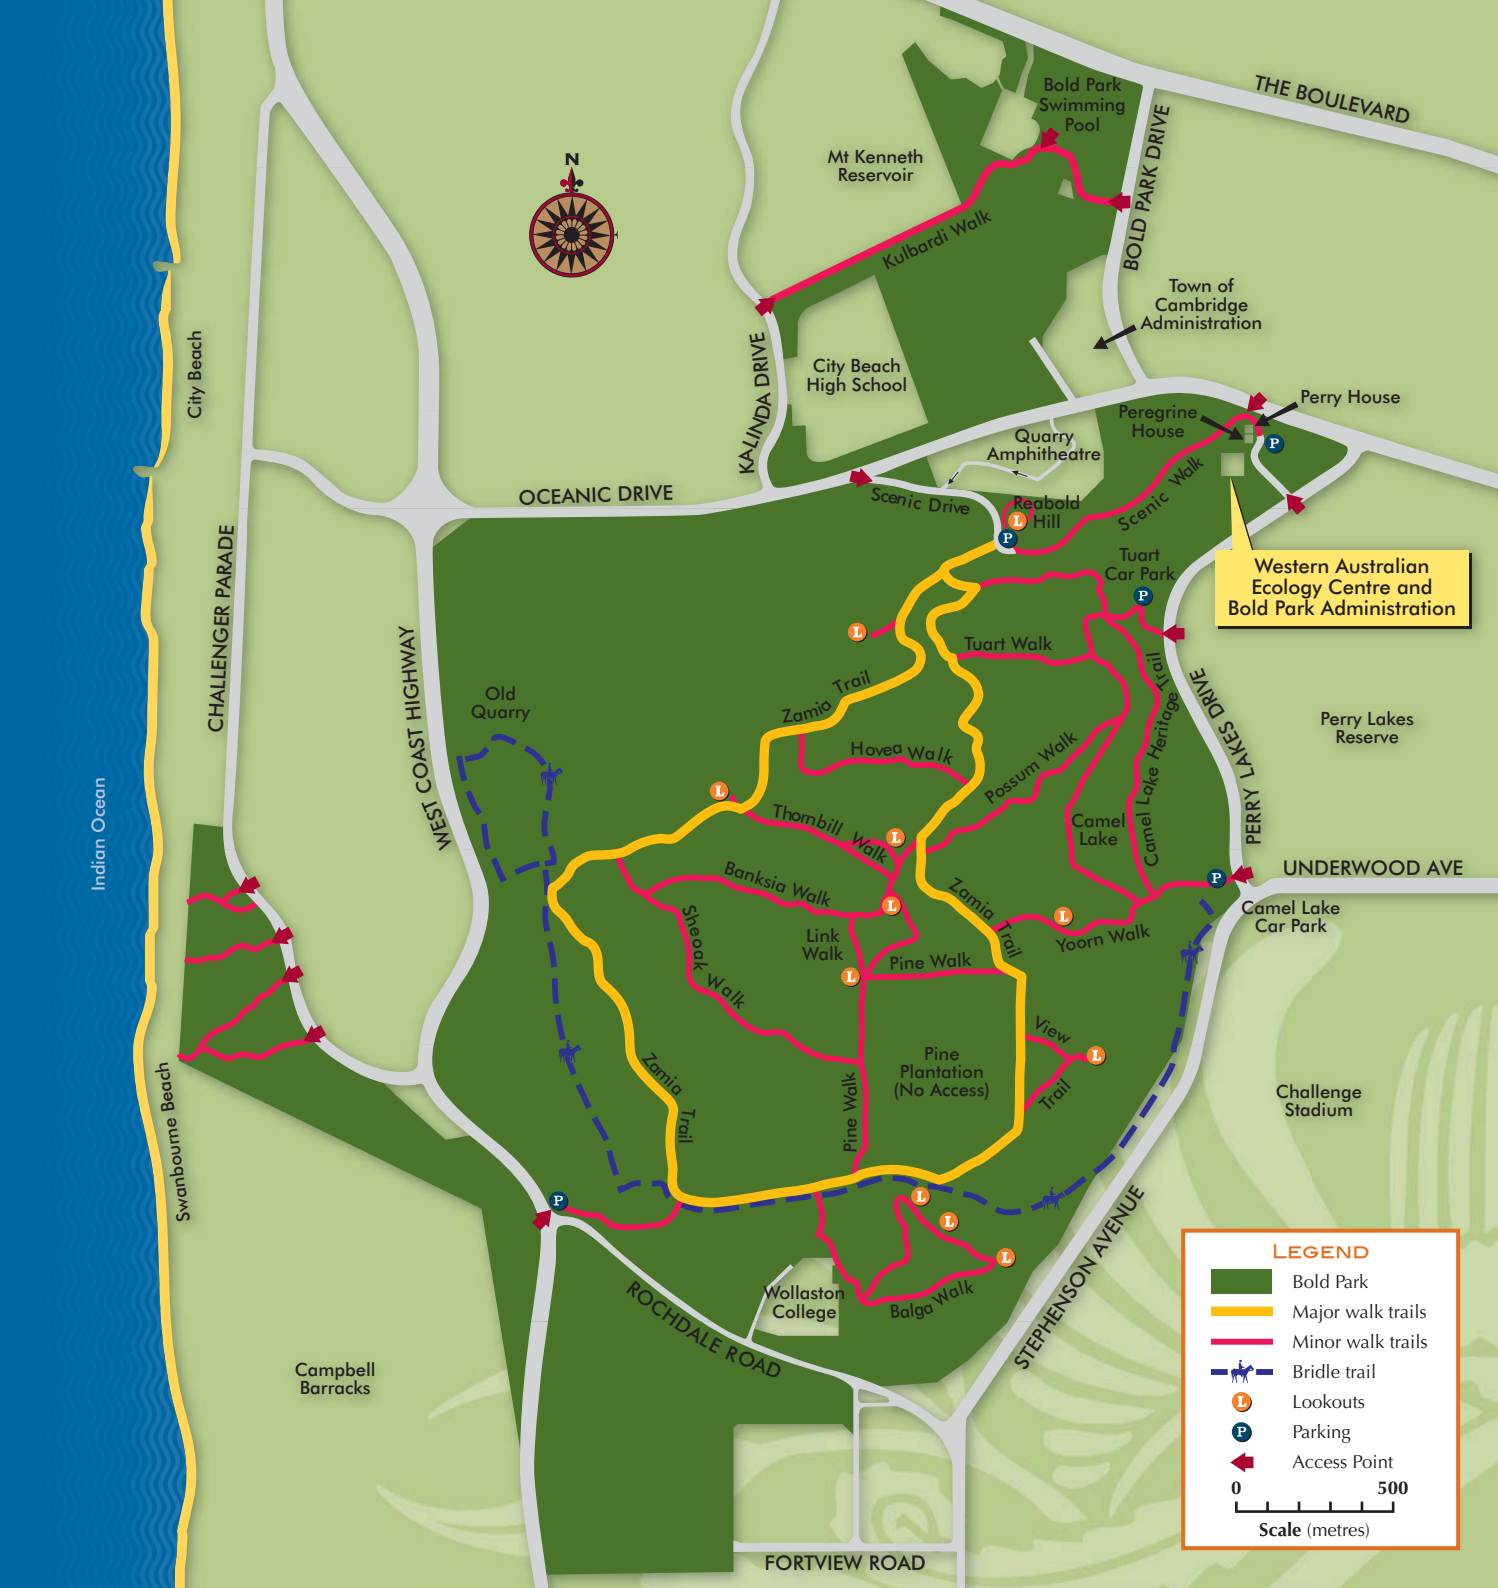 THE BOULEVARD
Bold Park
Swimming
Pool
BOLD PARK DRIVE
Mt Kenneth
Reservoir
N
Kulbardi Walk
Town of
Cambridge
Administration
City Beach
City Beach
High School
KALINDA DRIVE
Perry House
Peregrine
House
P
Quarry
Amphitheatre
Scenic Walk
OCEANIC DRIVE
Scenic Drive
Reabold
Hill
L
P
Tuart
Car Park
P
Western Australian
Ecology Centre and
Bold Park Administration
CHALLENGER PARADE
WEST COAST HIGHWAY
L
Tuart Walk
Zamia Trail
Old
Quarry
Hovea Walk
Possum Walk
Camel Lake Heritage Trail
PERRY LAKES DRIVE
Perry Lakes
Reserve
Indian Ocean
L
Thornbill Walk
L
Camel
Lake
UNDERWOOD AVE
P
Camel Lake
Car Park
Banksia Walk
L
Zamia Trail
L
Yoorn Walk
Sheoak Walk
Link
Walk
L
Pine Walk
View Trail
L
Pine
Plantation
(No Access)
Pine Walk
Zamia Trail
Challenge
Stadium
Swanbourne Beach
P
L
L
L
Balga Walk
Wollaston
College
ROCHDALE ROAD
STEPHENSON AVENUE
Campbell
Barracks
FORTVIEW ROAD
LEGEND
Bold Park
Major walk trails
Minor walk trails
Bridle trail
L Lookouts
P Parking
Access Point
0 500
Scale (metres)